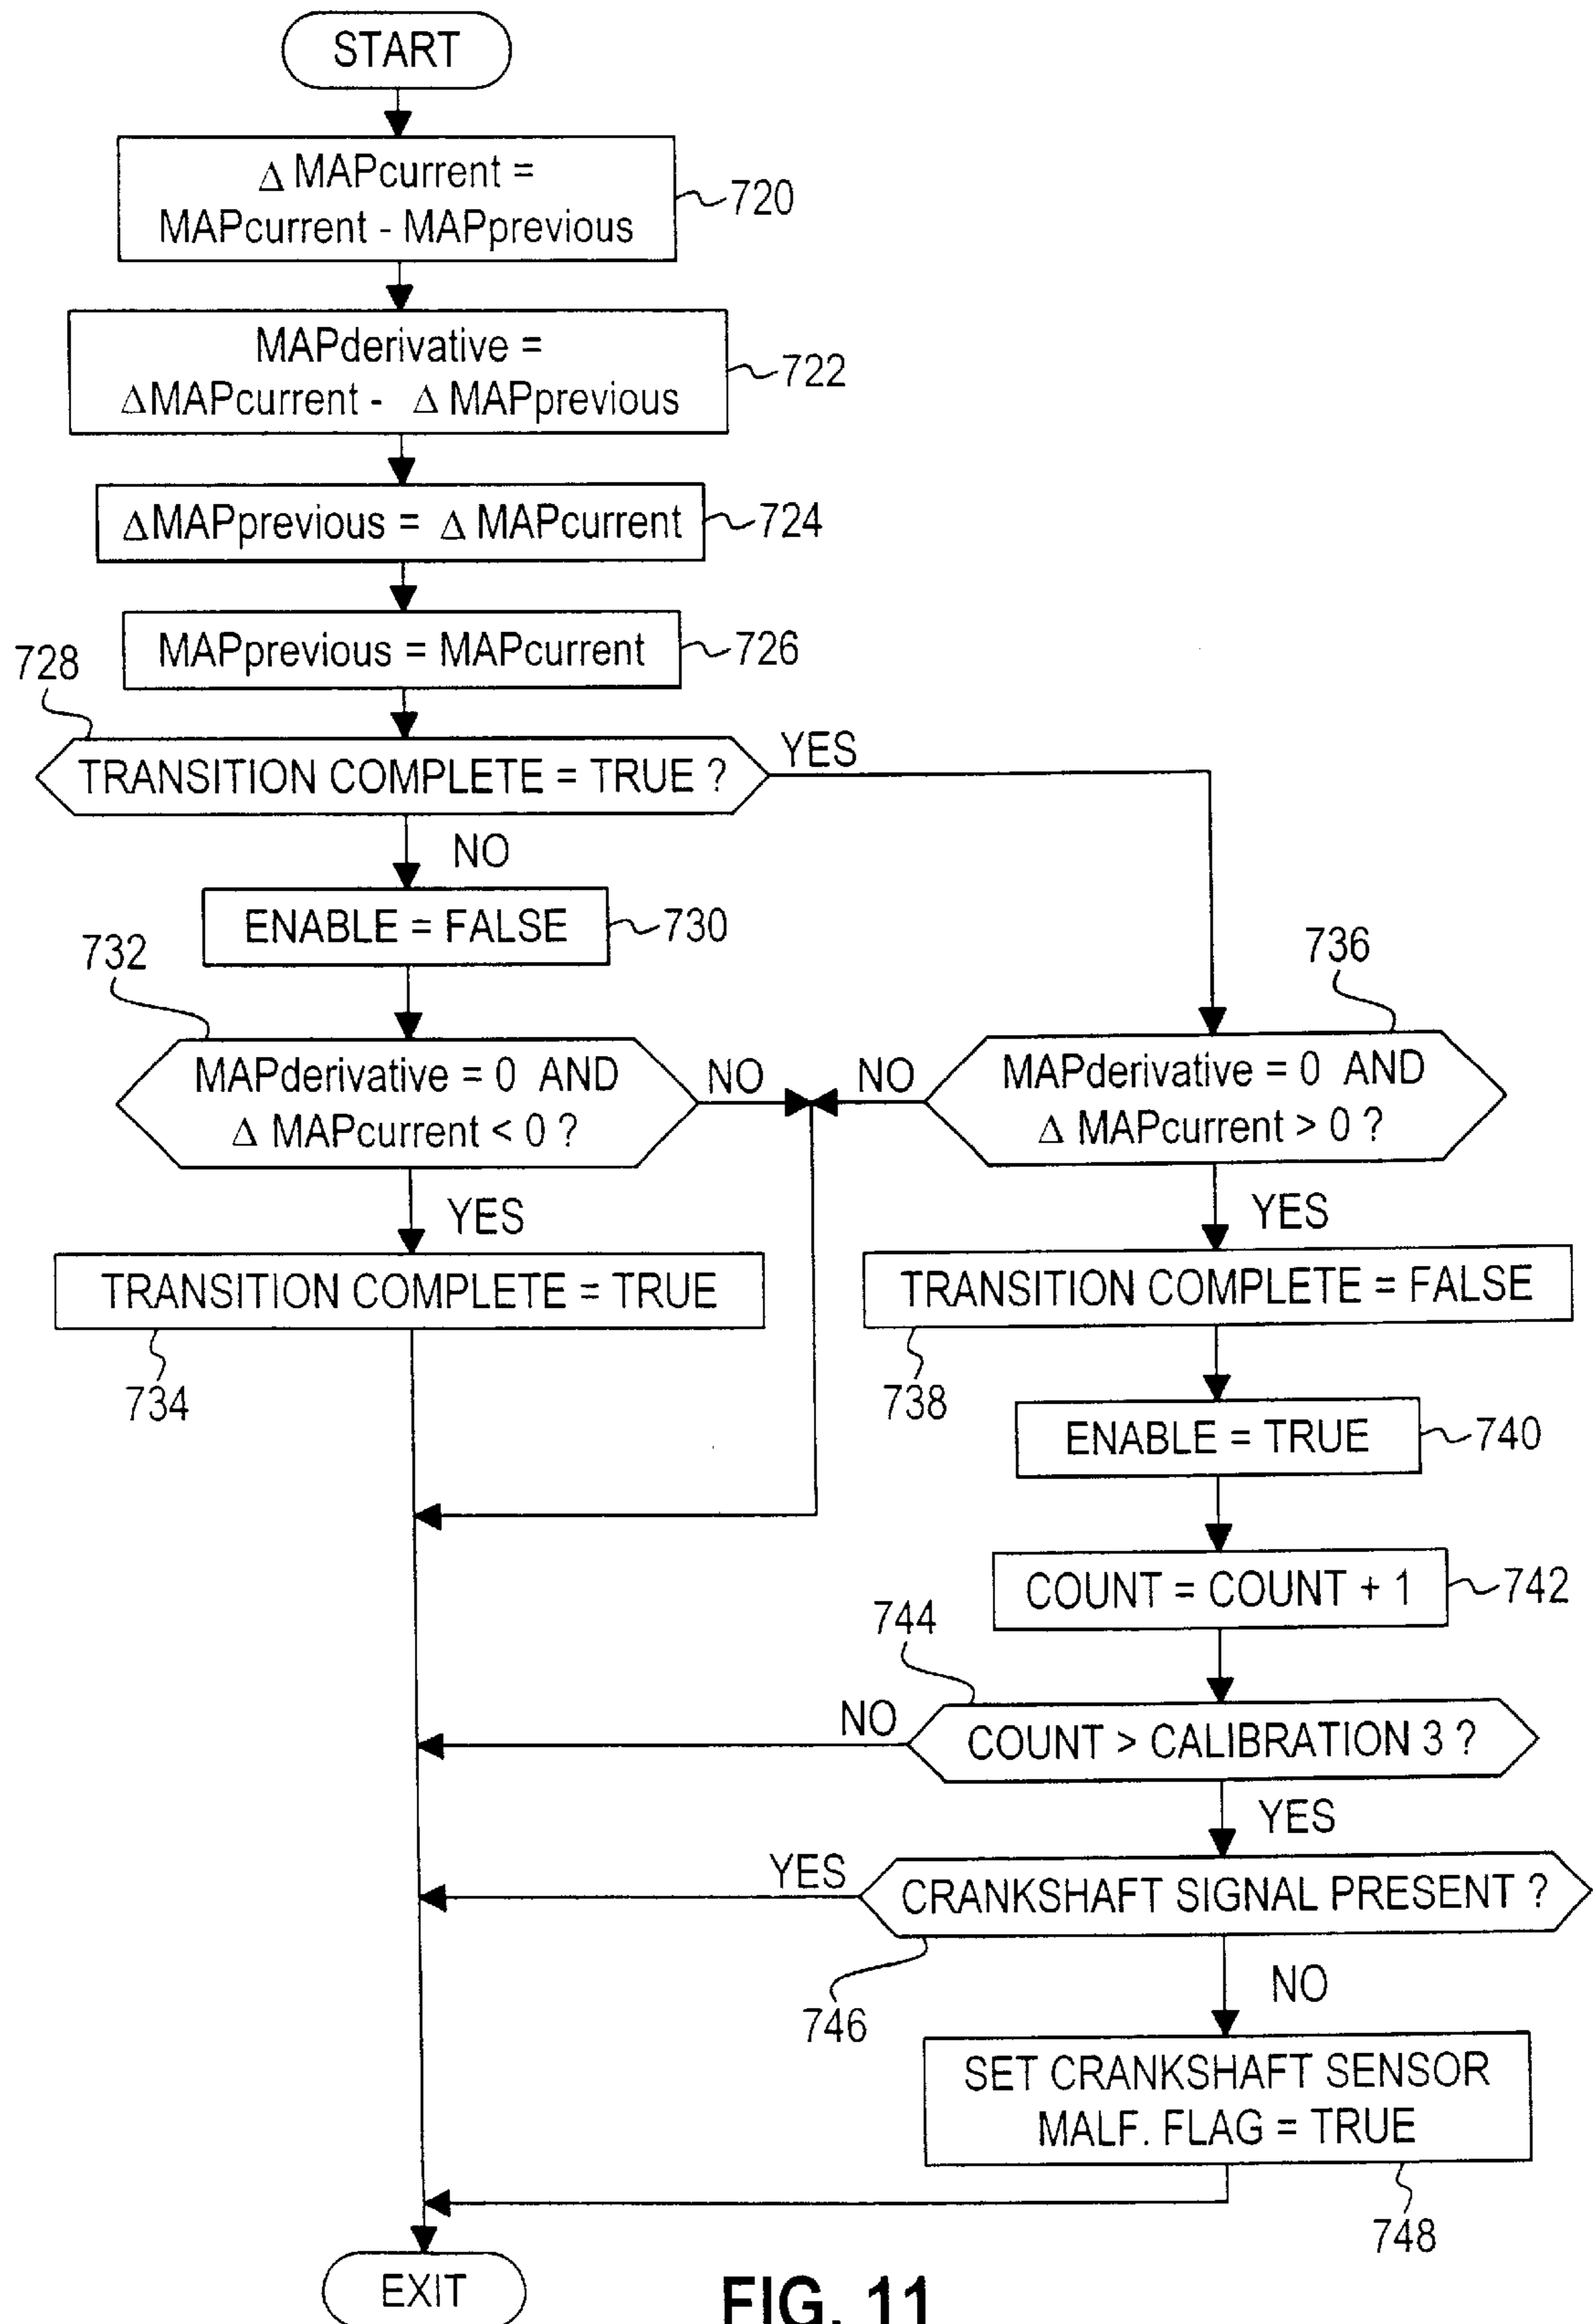 START
Δ MAPcurrent =
MAPcurrent - MAPprevious
720
MAPderivative =
ΔMAPcurrent - Δ MAPprevious
722
ΔMAPprevious = Δ MAPcurrent
724
MAPprevious = MAPcurrent
726
728
TRANSITION COMPLETE = TRUE ?
YES
NO
ENABLE = FALSE
730
732
MAPderivative = 0 AND
Δ MAPcurrent < 0 ?
NO
YES
TRANSITION COMPLETE = TRUE
734
736
NO
MAPderivative = 0 AND
Δ MAPcurrent > 0 ?
YES
TRANSITION COMPLETE = FALSE
738
ENABLE = TRUE
740
COUNT = COUNT + 1
742
744
NO
COUNT > CALIBRATION 3 ?
YES
YES
CRANKSHAFT SIGNAL PRESENT ?
746
NO
SET CRANKSHAFT SENSOR
MALF. FLAG = TRUE
748
EXIT
FIG. 11